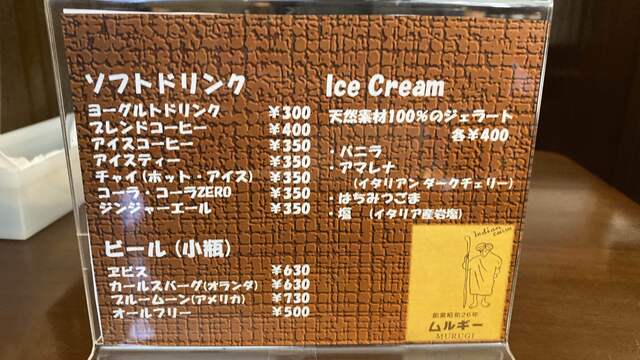 ソフトドリンク
ヨーグルトドリンク ¥300
ブレンドコーヒー ¥400
アイスコーヒー ¥350
アイスティー ¥350
チャイ(ホット・アイス) ¥350
コーラ・コーラZERO ¥350
ジンジャーエール ¥350
ビール(小瓶)
ヱビス ¥630
カールスバーグ(オランダ) ¥630
ブルームーン(アメリカ) ¥730
オールフリー ¥500
Ice Cream
天然素材100%のジェラート
各¥400
・バニラ
・アマレナ
(イタリアンダークチェリー)
・はちみつごま
・塩 (イタリア産岩塩)
Indian
創業昭和26年
ムルギー
MURUGI